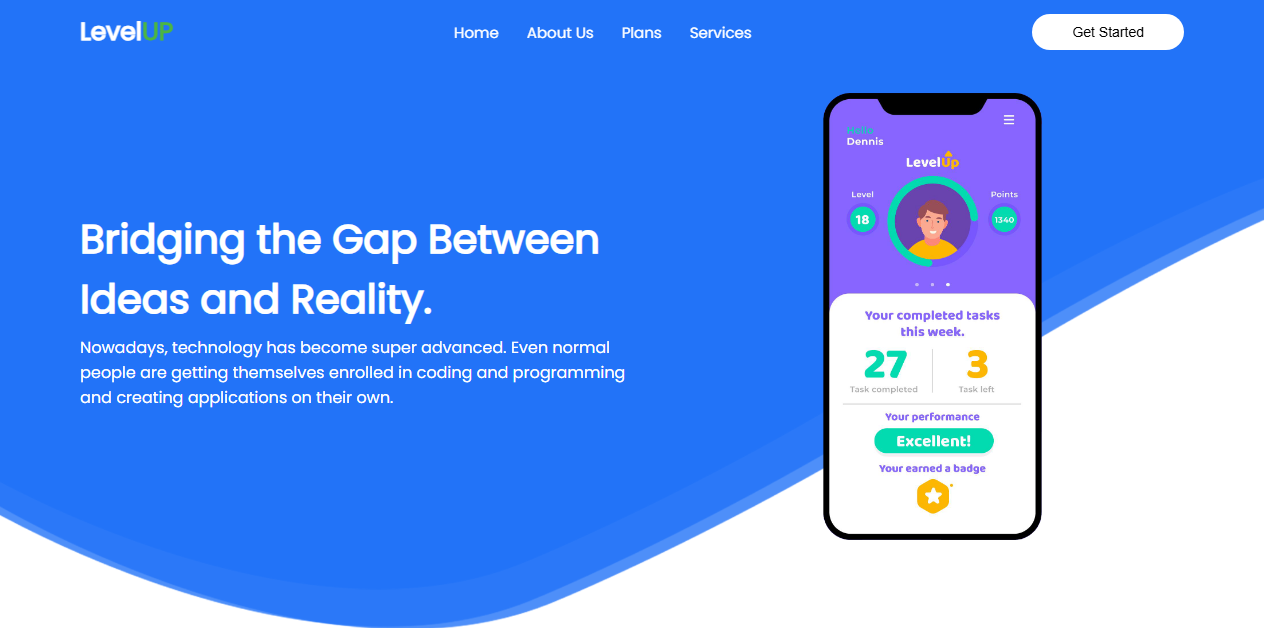 LevelUP
Home About Us Plans Services
Get Started
Bridging the Gap Between
Ideas and Reality.
Nowadays, technology has become super advanced. Even normal
people are getting themselves enrolled in coding and programming
and creating applications on their own.
Hello
Dennis
LevelUp
Level
18
Points
1340
Your completed tasks
this week.
27
Task completed
3
Task left
Your performance
Excellent!
Your earned a badge